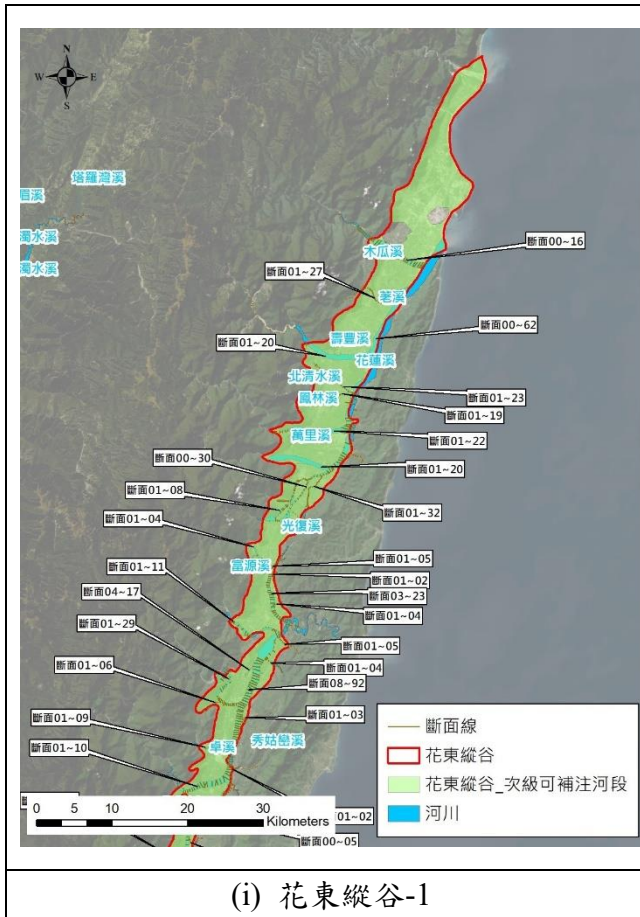 N
W E
S
塔羅灣溪
眉溪
濁水溪
濁水溪
木瓜溪
斷面00~16
斷面01~27
荖溪
壽豐溪
斷面00~62
斷面01~20
花蓮溪
北清水溪
斷面01~23
鳳林溪
斷面01~19
萬里溪
斷面01~22
斷面00~30
斷面01~20
斷面01~08
斷面01~32
斷面01~04
光復溪
富源溪
斷面01~05
斷面01~11
斷面01~02
斷面04~17
斷面03~23
斷面01~04
斷面01~29
斷面01~05
斷面01~06
斷面01~04
斷面08~92
斷面01~09
斷面01~03
卓溪
秀姑巒溪
斷面01~10
斷面線
花東縱谷
花東縱谷_次級可補注河段
河川
0 5 10 20 30
Kilometers
01~02
斷面00~05
(i) 花東縱谷-1